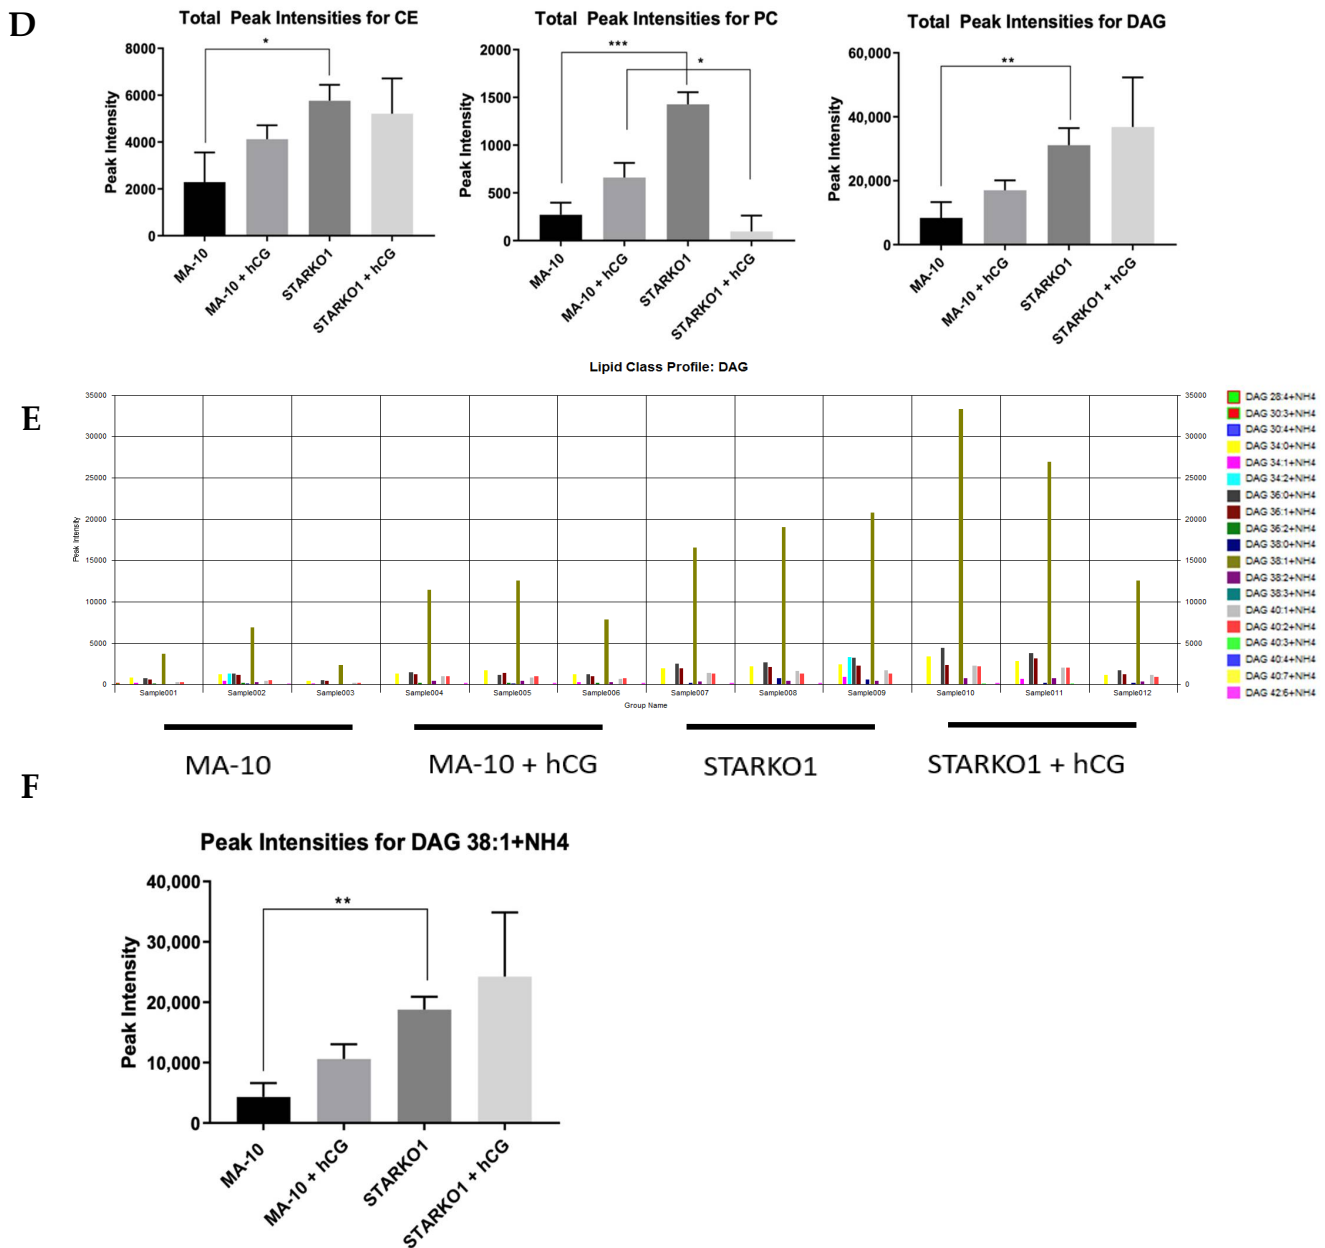 D
Total Peak Intensities for CE
Peak Intensity
8000
6000
4000
2000
0
*
MA-10
MA-10 + hCG
STARKO1
STARKO1 + hCG
Total Peak Intensities for PC
Peak Intensity
2000
1500
1000
500
0
***
*
MA-10
MA-10 + hCG
STARKO1
STARKO1 + hCG
Total Peak Intensities for DAG
Peak Intensity
60,000
40,000
20,000
0
**
MA-10
MA-10 + hCG
STARKO1
STARKO1 + hCG
E
Lipid Class Profile: DAG
Peak Intensity
35000
30000
25000
20000
15000
10000
5000
0
35000
30000
25000
20000
15000
10000
5000
0
Sample001 Sample002 Sample003 Sample004 Sample005 Sample006 Sample007 Sample008 Sample009 Sample010 Sample011 Sample012
Group Name
DAG 28:4+NH4
DAG 30:3+NH4
DAG 30:4+NH4
DAG 34:0+NH4
DAG 34:1+NH4
DAG 34:2+NH4
DAG 36:0+NH4
DAG 36:1+NH4
DAG 36:2+NH4
DAG 38:0+NH4
DAG 38:1+NH4
DAG 38:2+NH4
DAG 38:3+NH4
DAG 40:1+NH4
DAG 40:2+NH4
DAG 40:3+NH4
DAG 40:4+NH4
DAG 40:7+NH4
DAG 42:6+NH4
MA-10 MA-10 + hCG STARKO1 STARKO1 + hCG
F
Peak Intensities for DAG 38:1+NH4
Peak Intensity
40,000
30,000
20,000
10,000
0
**
MA-10
MA-10 + hCG
STARKO1
STARKO1 + hCG